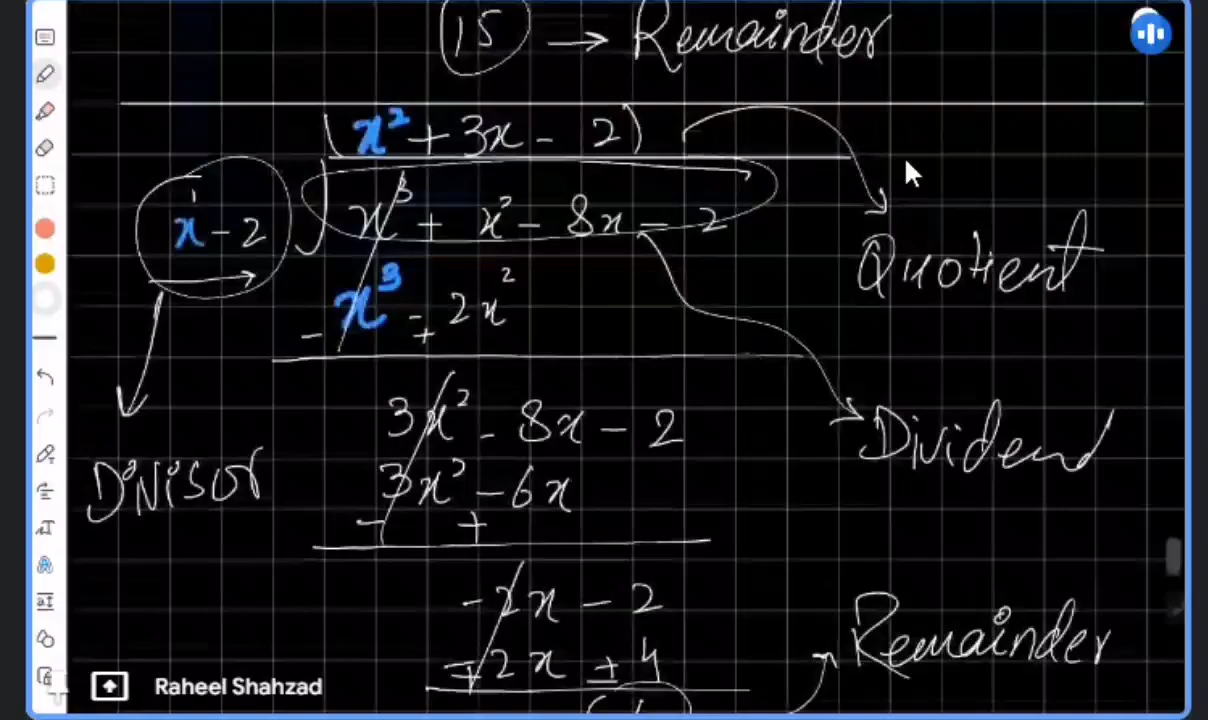 15 → Remainder
(x² + 3x - 2)
x¹ - 2 x³ + x² - 8x - 2
Quotient
x³ - 2x²
- +
3x² - 8x - 2
Dividend
Divisor
3x² - 6x
- +
-2x - 2
Remainder
-2x + 4
+ -
Raheel Shahzad